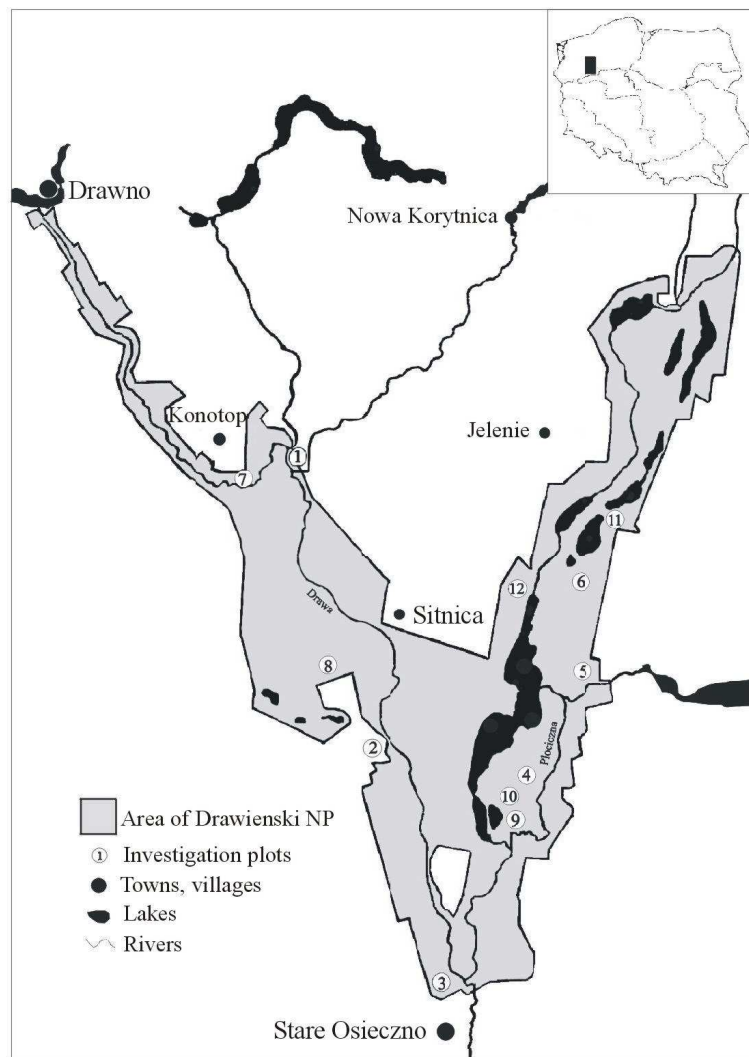 Drawno
Nowa Korytnica
Konotop
Jelenie
1
7
11
12
6
Drawa
Sitnica
8
5
2
Płociczna
4
10
9
Area of Drawienski NP
1 Investigation plots
Towns, villages
Lakes
Rivers
3
Stare Osieczno